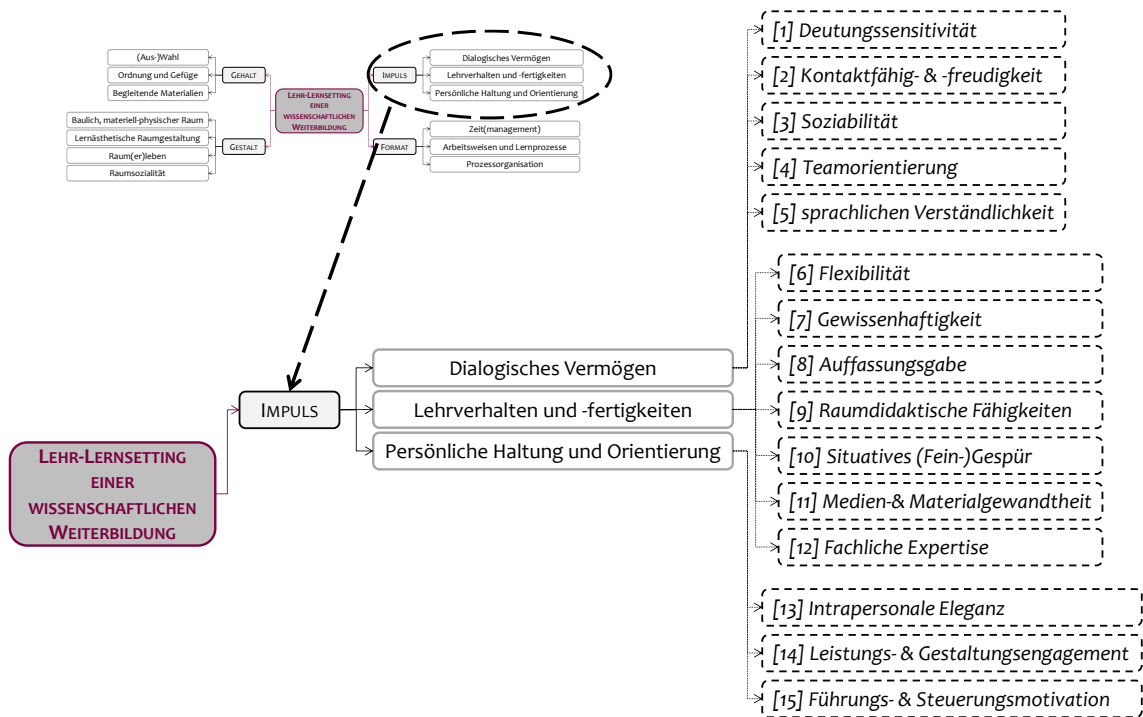 (Aus-)Wahl
Ordnung und Gefüge
Begleitende Materialien
GEHALT
Baulich, materiell-physischer Raum
Lernästhetische Raumgestaltung
Raum(er)leben
Raumsozialität
GESTALT
LEHR-LERNSETTING
EINER
WISSENSCHAFTLICHEN
WEITERBILDUNG
IMPULS
Dialogisches Vermögen
Lehrverhalten und -fertigkeiten
Persönliche Haltung und Orientierung
FORMAT
Zeit(management)
Arbeitsweisen und Lernprozesse
Prozessorganisation
LEHR-LERNSETTING
EINER
WISSENSCHAFTLICHEN
WEITERBILDUNG
IMPULS
Dialogisches Vermögen
Lehrverhalten und -fertigkeiten
Persönliche Haltung und Orientierung
[1] Deutungssensitivität
[2] Kontaktfähig- & -freudigkeit
[3] Soziabilität
[4] Teamorientierung
[5] sprachlichen Verständlichkeit
[6] Flexibilität
[7] Gewissenhaftigkeit
[8] Auffassungsgabe
[9] Raumdidaktische Fähigkeiten
[10] Situatives (Fein-)Gespür
[11] Medien-& Materialgewandtheit
[12] Fachliche Expertise
[13] Intrapersonale Eleganz
[14] Leistungs- & Gestaltungsengagement
[15] Führungs- & Steuerungsmotivation